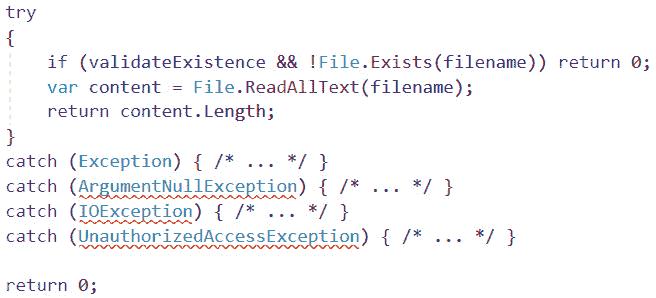 try
{
    if (validateExistence && !File.Exists(filename)) return 0;
    var content = File.ReadAllText(filename);
    return content.Length;
}
catch (Exception) { /* ... */ }
catch (ArgumentNullException) { /* ... */ }
catch (IOException) { /* ... */ }
catch (UnauthorizedAccessException) { /* ... */ }

return 0;